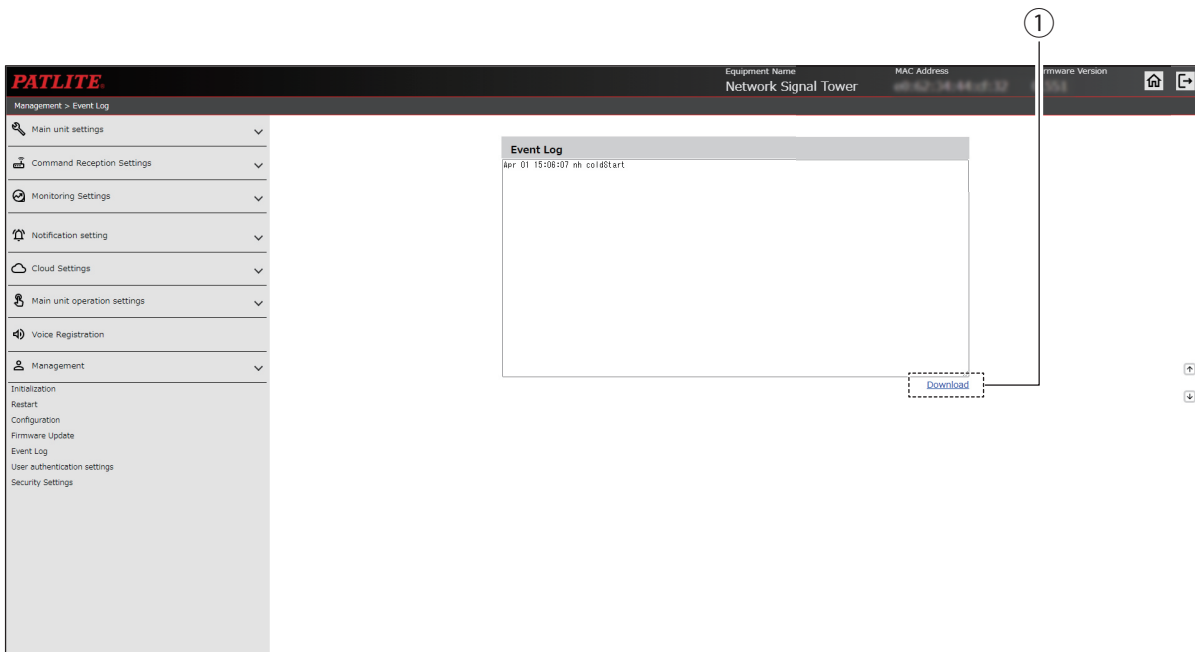 ①
PATLITE
Equipment Name
Network Signal Tower
MAC Address
rmware Version
Management > Event Log
Main unit settings
Command Reception Settings
Monitoring Settings
Notification setting
Cloud Settings
Main unit operation settings
Voice Registration
Management
Initialization
Restart
Configuration
Firmware Update
Event Log
User authentication settings
Security Settings
Event Log
Apr 01 15:06:07 nh coldStart
Download